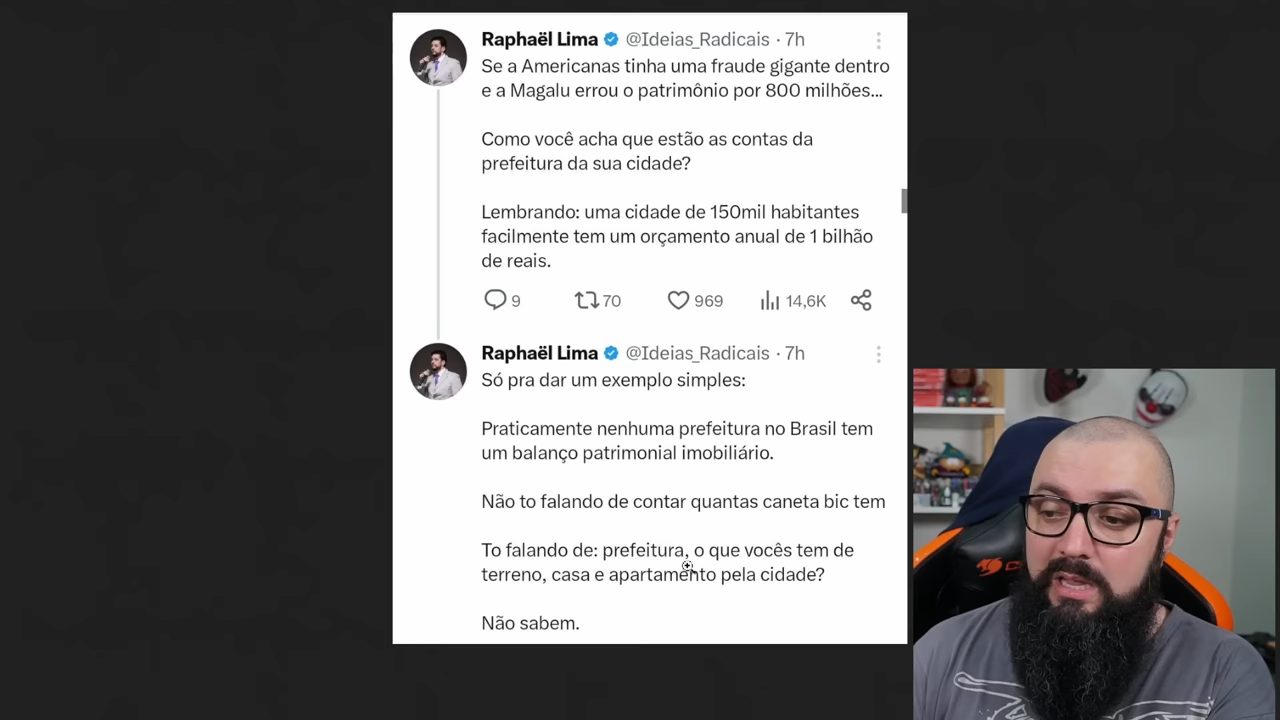 Raphaël Lima @Ideias_Radicais · 7h
Se a Americanas tinha uma fraude gigante dentro
e a Magalu errou o patrimônio por 800 milhões...
Como você acha que estão as contas da
prefeitura da sua cidade?
Lembrando: uma cidade de 150mil habitantes
facilmente tem um orçamento anual de 1 bilhão
de reais.
9 70 969 14,6K
Raphaël Lima @Ideias_Radicais · 7h
Só pra dar um exemplo simples:
Praticamente nenhuma prefeitura no Brasil tem
um balanço patrimonial imobiliário.
Não to falando de contar quantas caneta bic tem
To falando de: prefeitura, o que vocês tem de
terreno, casa e apartamento pela cidade?
Não sabem.